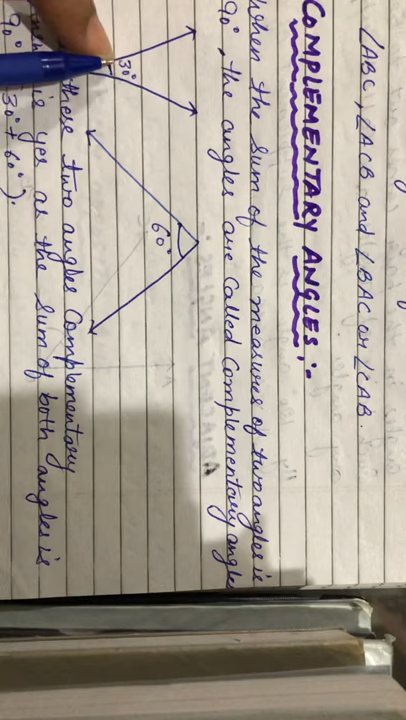 ∠ABC, ∠ACB and ∠BAC or ∠CAB.
COMPLEMENTARY ANGLES :-
When the sum of the measures of two angles is
90°, the angles are called Complementary angles
30°
60°
these two angles Complementary
is yes as the sum of both angles is
90° 30° + 60°).